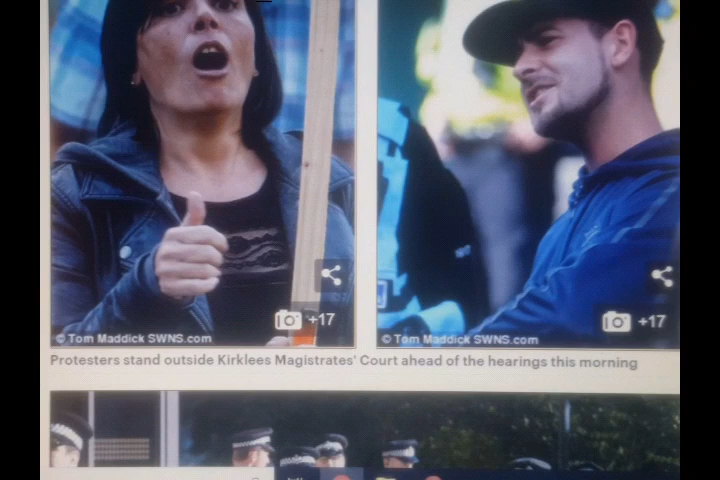 +17
+17
© Tom Maddick SWNS.com
© Tom Maddick SWNS.com
Protesters stand outside Kirklees Magistrates' Court ahead of the hearings this morning